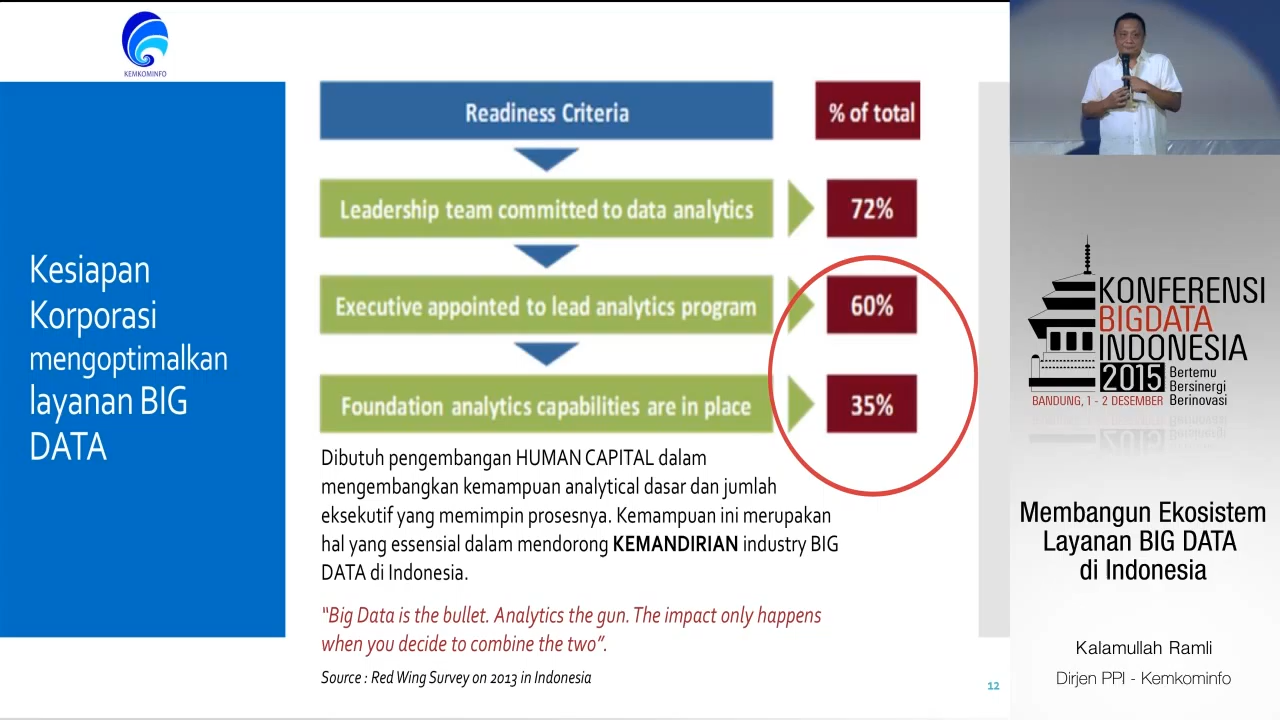 KEMKOMINFO
Kesiapan
Korporasi
mengoptimalkan
layanan BIG
DATA
Readiness Criteria
% of total
Leadership team committed to data analytics
72%
Executive appointed to lead analytics program
60%
Foundation analytics capabilities are in place
35%
Dibutuh pengembangan HUMAN CAPITAL dalam
mengembangkan kemampuan analytical dasar dan jumlah
eksekutif yang memimpin prosesnya. Kemampuan ini merupakan
hal yang essensial dalam mendorong KEMANDIRIAN industry BIG
DATA di Indonesia.
"Big Data is the bullet. Analytics the gun. The impact only happens
when you decide to combine the two".
Source : Red Wing Survey on 2013 in Indonesia
12
KONFERENSI
BIGDATA
INDONESIA
2015
Bertemu
Bersinergi
Berinovasi
BANDUNG, 1 - 2 DESEMBER
Membangun Ekosistem
Layanan BIG DATA
di Indonesia
Kalamullah Ramli
Dirjen PPI - Kemkominfo